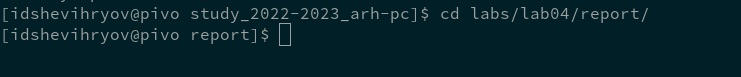 [idshevihryov@pivo study_2022-2023_arh-pc]$ cd labs/lab04/report/
[idshevihryov@pivo report]$